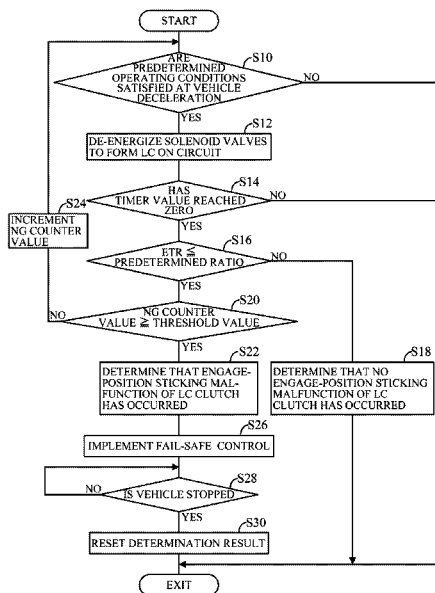 START
S10
ARE
PREDETERMINED
OPERATING CONDITIONS
SATISFIED AT VEHICLE
DECELERATION
NO
YES
S12
DE-ENERGIZE SOLENOID VALVES
TO FORM LC ON CIRCUIT
S14
HAS
TIMER VALUE REACHED
ZERO
NO
YES
S24
INCREMENT
NG COUNTER
VALUE
S16
ETR ≦
PREDETERMINED RATIO
NO
YES
S20
NG COUNTER
VALUE ≧ THRESHOLD VALUE
NO
YES
S22
DETERMINE THAT ENGAGE-
POSITION STICKING MAL-
FUNCTION OF LC CLUTCH
HAS OCCURRED
S18
DETERMINE THAT NO
ENGAGE-POSITION STICKING
MALFUNCTION OF LC
CLUTCH HAS OCCURRED
S26
IMPLEMENT FAIL-SAFE CONTROL
S28
IS VEHICLE STOPPED
NO
YES
S30
RESET DETERMINATION RESULT
EXIT